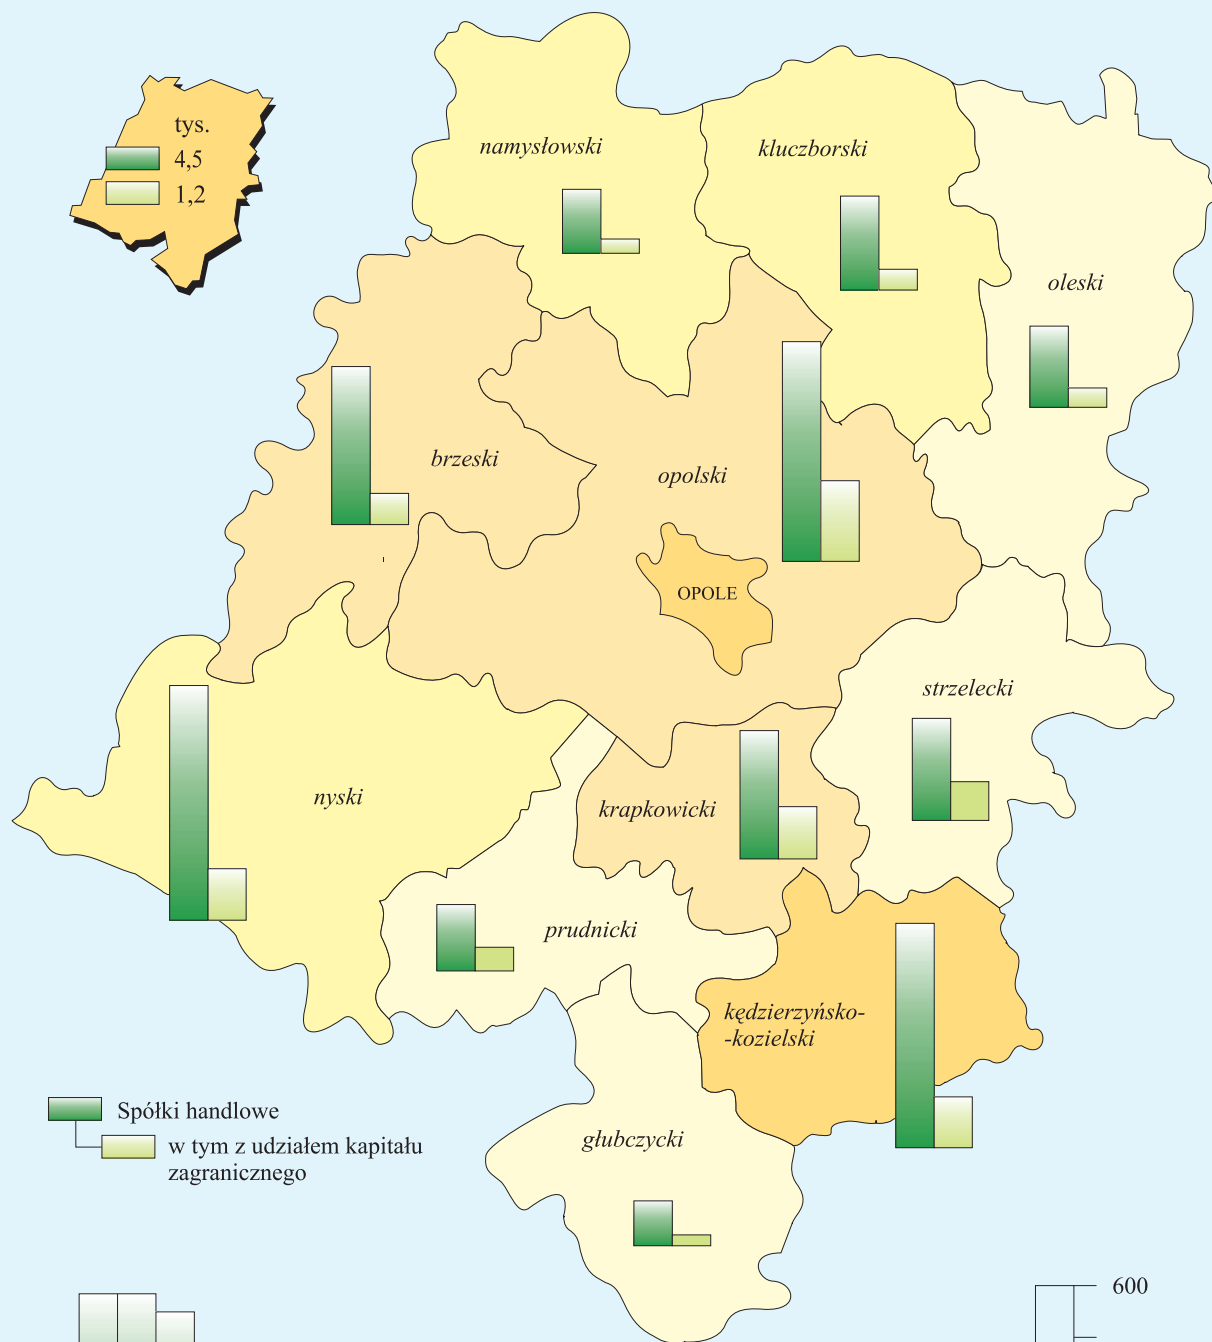 tys.
4,5
1,2
namysłowski
kluczborski
oleski
brzeski
opolski
OPOLE
strzelecki
nyski
krapkowicki
prudnicki
kędzierzyńsko-
-kozielski
Spółki handlowe
w tym z udziałem kapitału
zagranicznego
głubczycki
600